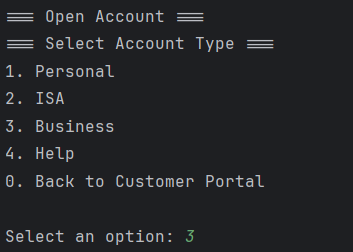 === Open Account ===
=== Select Account Type ===
1. Personal
2. ISA
3. Business
4. Help
0. Back to Customer Portal
Select an option: 3